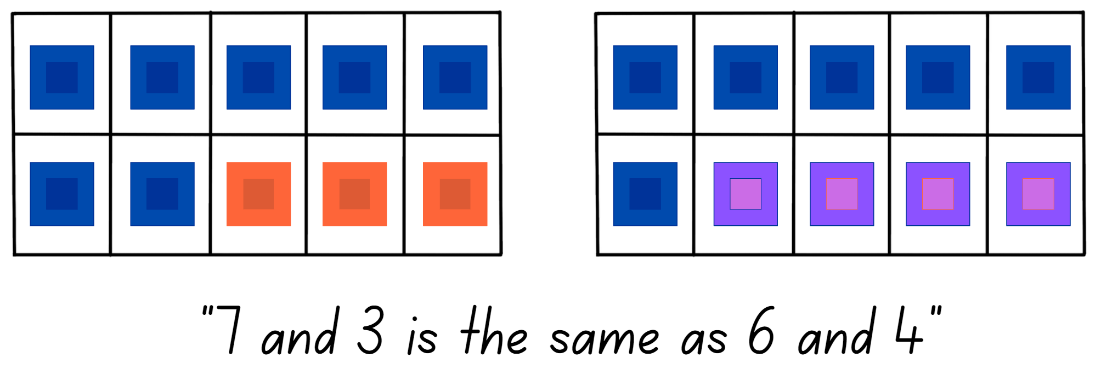 "7 and 3 is the same as 6 and 4"